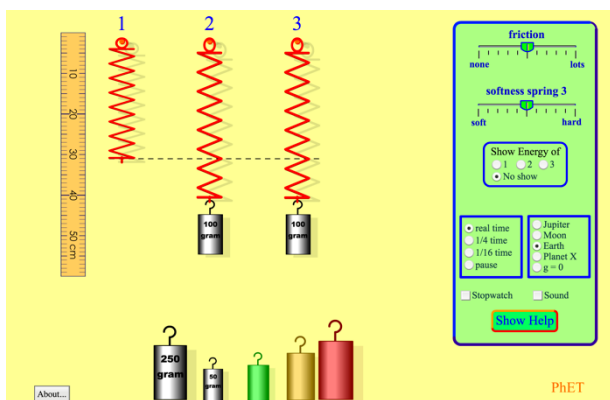 1 2 3
10
20
30
40
50 cm
100
gram
100
gram
250
gram
50
gram
About...
friction
none lots
softness spring 3
soft hard
Show Energy of
1 2 3
No show
real time
1/4 time
1/16 time
pause
Jupiter
Moon
Earth
Planet X
g = 0
Stopwatch Sound
Show Help
PhET